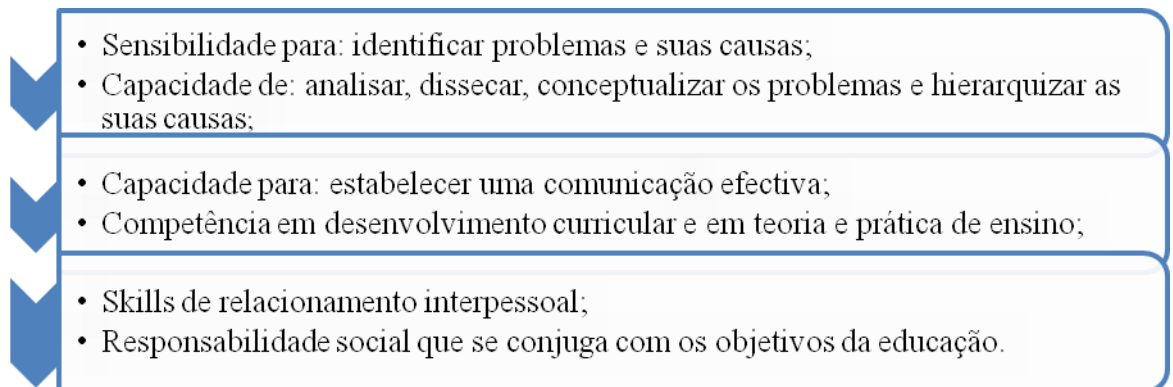 • Sensibilidade para: identificar problemas e suas causas;
• Capacidade de: analisar, dissecar, conceptualizar os problemas e hierarquizar as
suas causas;
• Capacidade para: estabelecer uma comunicação efectiva;
• Competência em desenvolvimento curricular e em teoria e prática de ensino;
• Skills de relacionamento interpessoal;
• Responsabilidade social que se conjuga com os objetivos da educação.